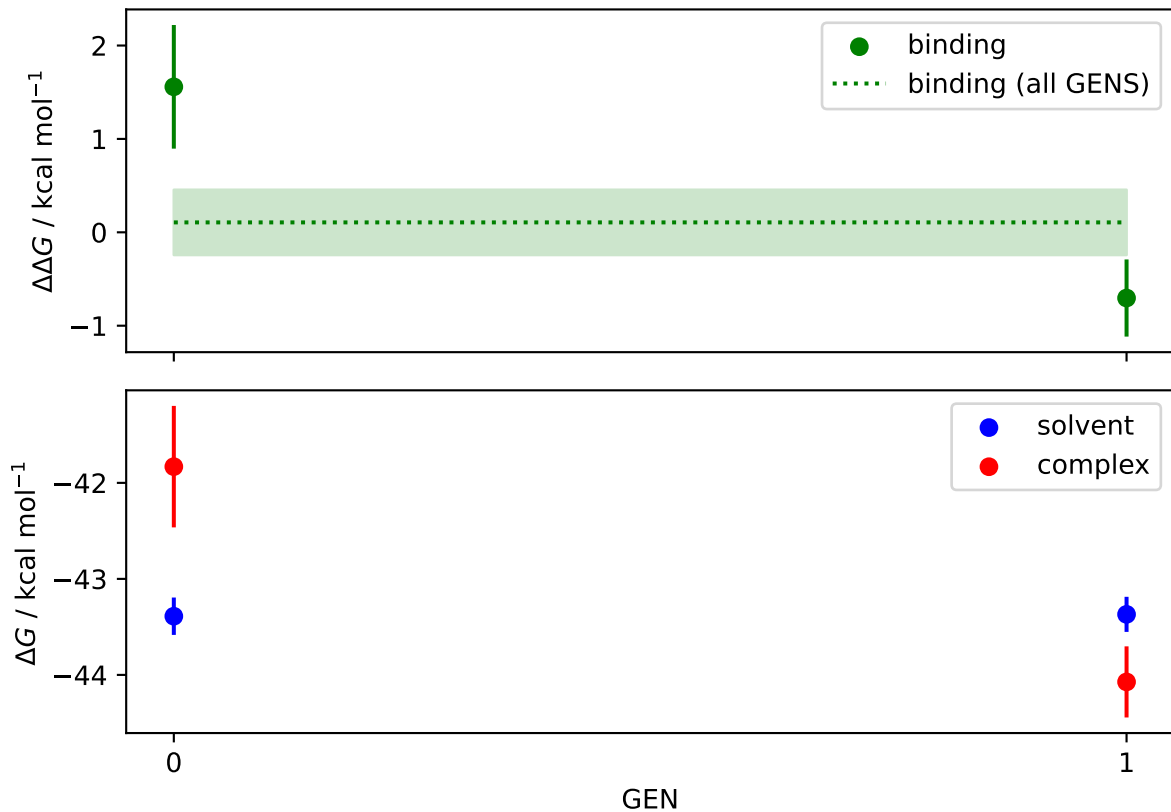 2
1
0
−1
ΔΔG / kcal mol⁻¹
binding
binding (all GENS)
−42
−43
−44
ΔG / kcal mol⁻¹
solvent
complex
0
1
GEN